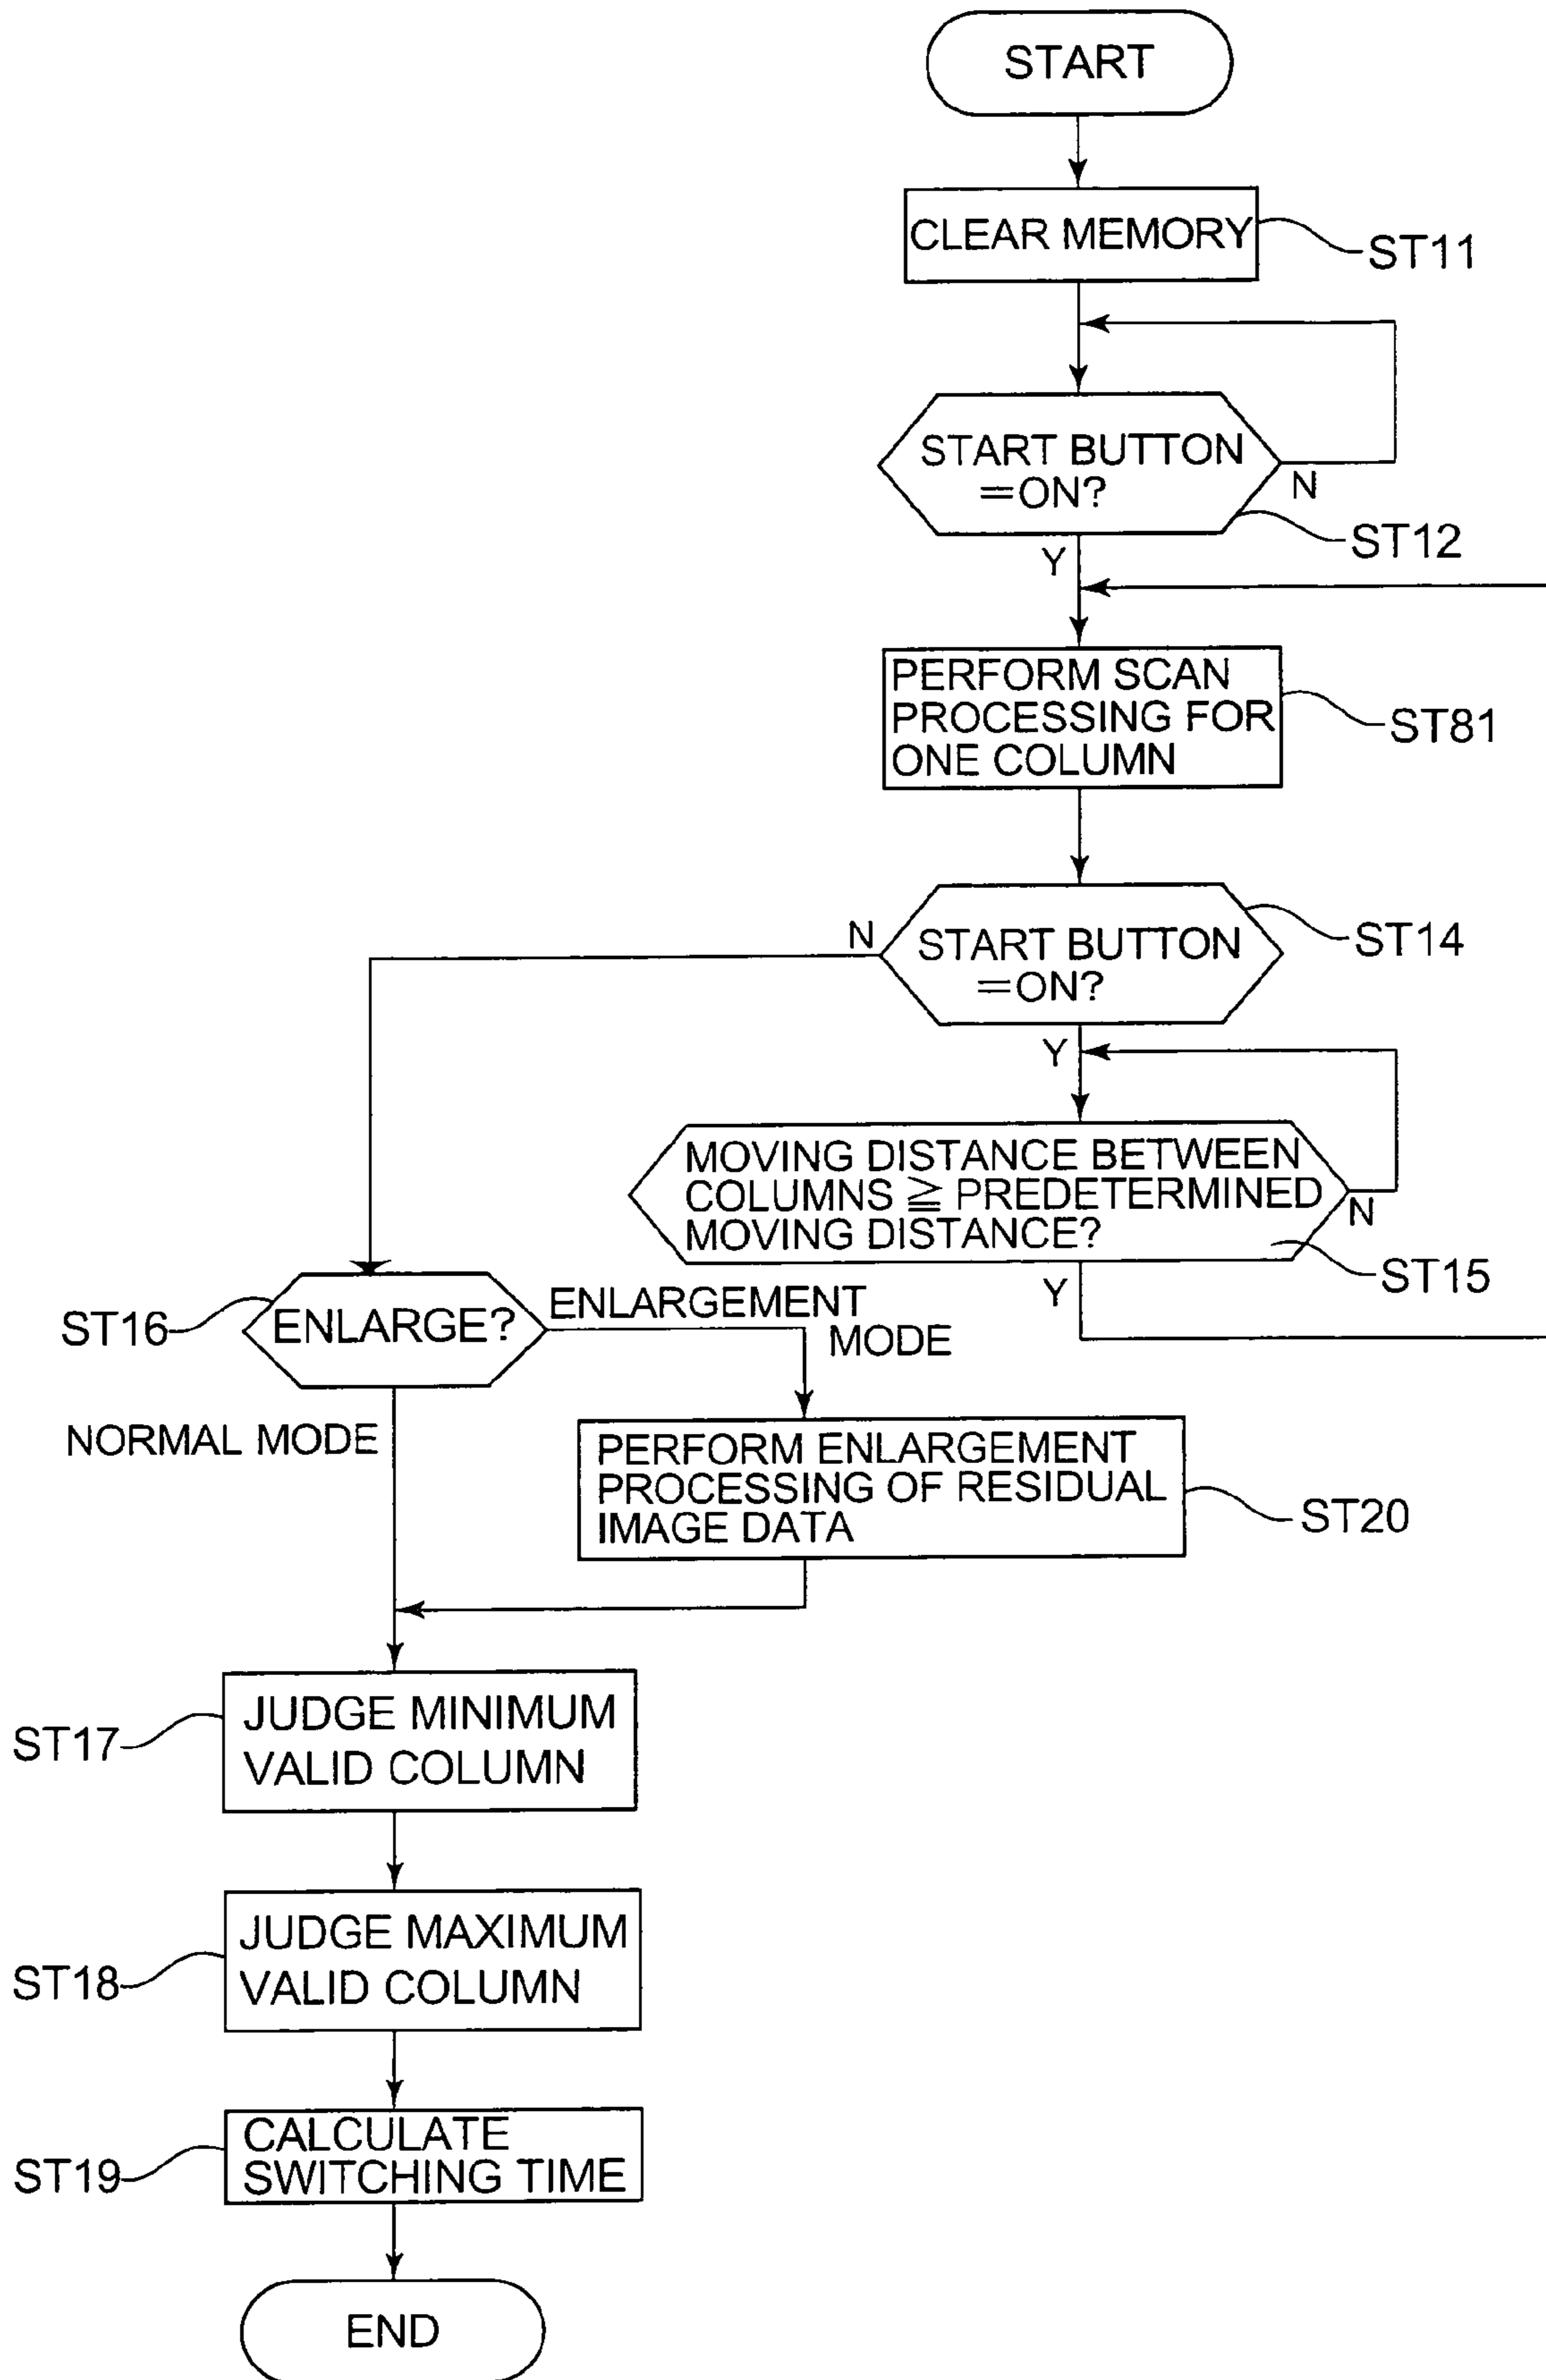 START
CLEAR MEMORY
ST11
START BUTTON
=ON?
N
ST12
Y
PERFORM SCAN
PROCESSING FOR
ONE COLUMN
ST81
N
START BUTTON
=ON?
ST14
Y
MOVING DISTANCE BETWEEN
COLUMNS ≧ PREDETERMINED
MOVING DISTANCE?
N
ST15
Y
ST16
ENLARGE?
ENLARGEMENT
MODE
NORMAL MODE
PERFORM ENLARGEMENT
PROCESSING OF RESIDUAL
IMAGE DATA
ST20
ST17
JUDGE MINIMUM
VALID COLUMN
ST18
JUDGE MAXIMUM
VALID COLUMN
ST19
CALCULATE
SWITCHING TIME
END